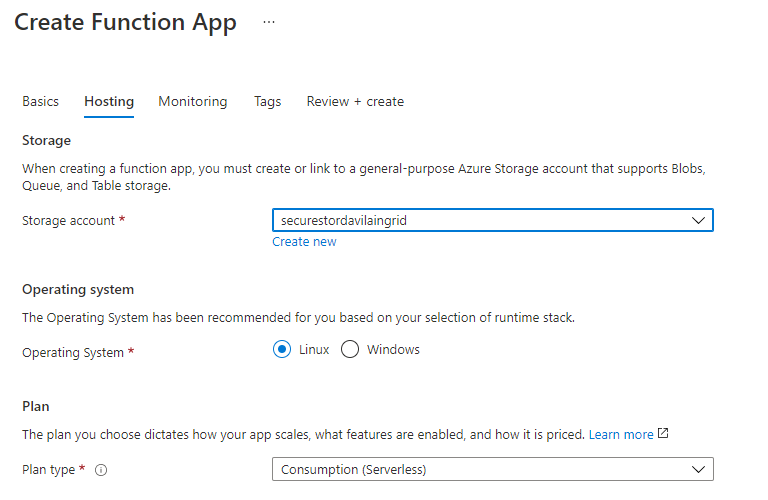 Create Function App ...
Basics Hosting Monitoring Tags Review + create
Storage
When creating a function app, you must create or link to a general-purpose Azure Storage account that supports Blobs,
Queue, and Table storage.
Storage account * securestordavilaingrid
Create new
Operating system
The Operating System has been recommended for you based on your selection of runtime stack.
Operating System * Linux Windows
Plan
The plan you choose dictates how your app scales, what features are enabled, and how it is priced. Learn more
Plan type * Consumption (Serverless)